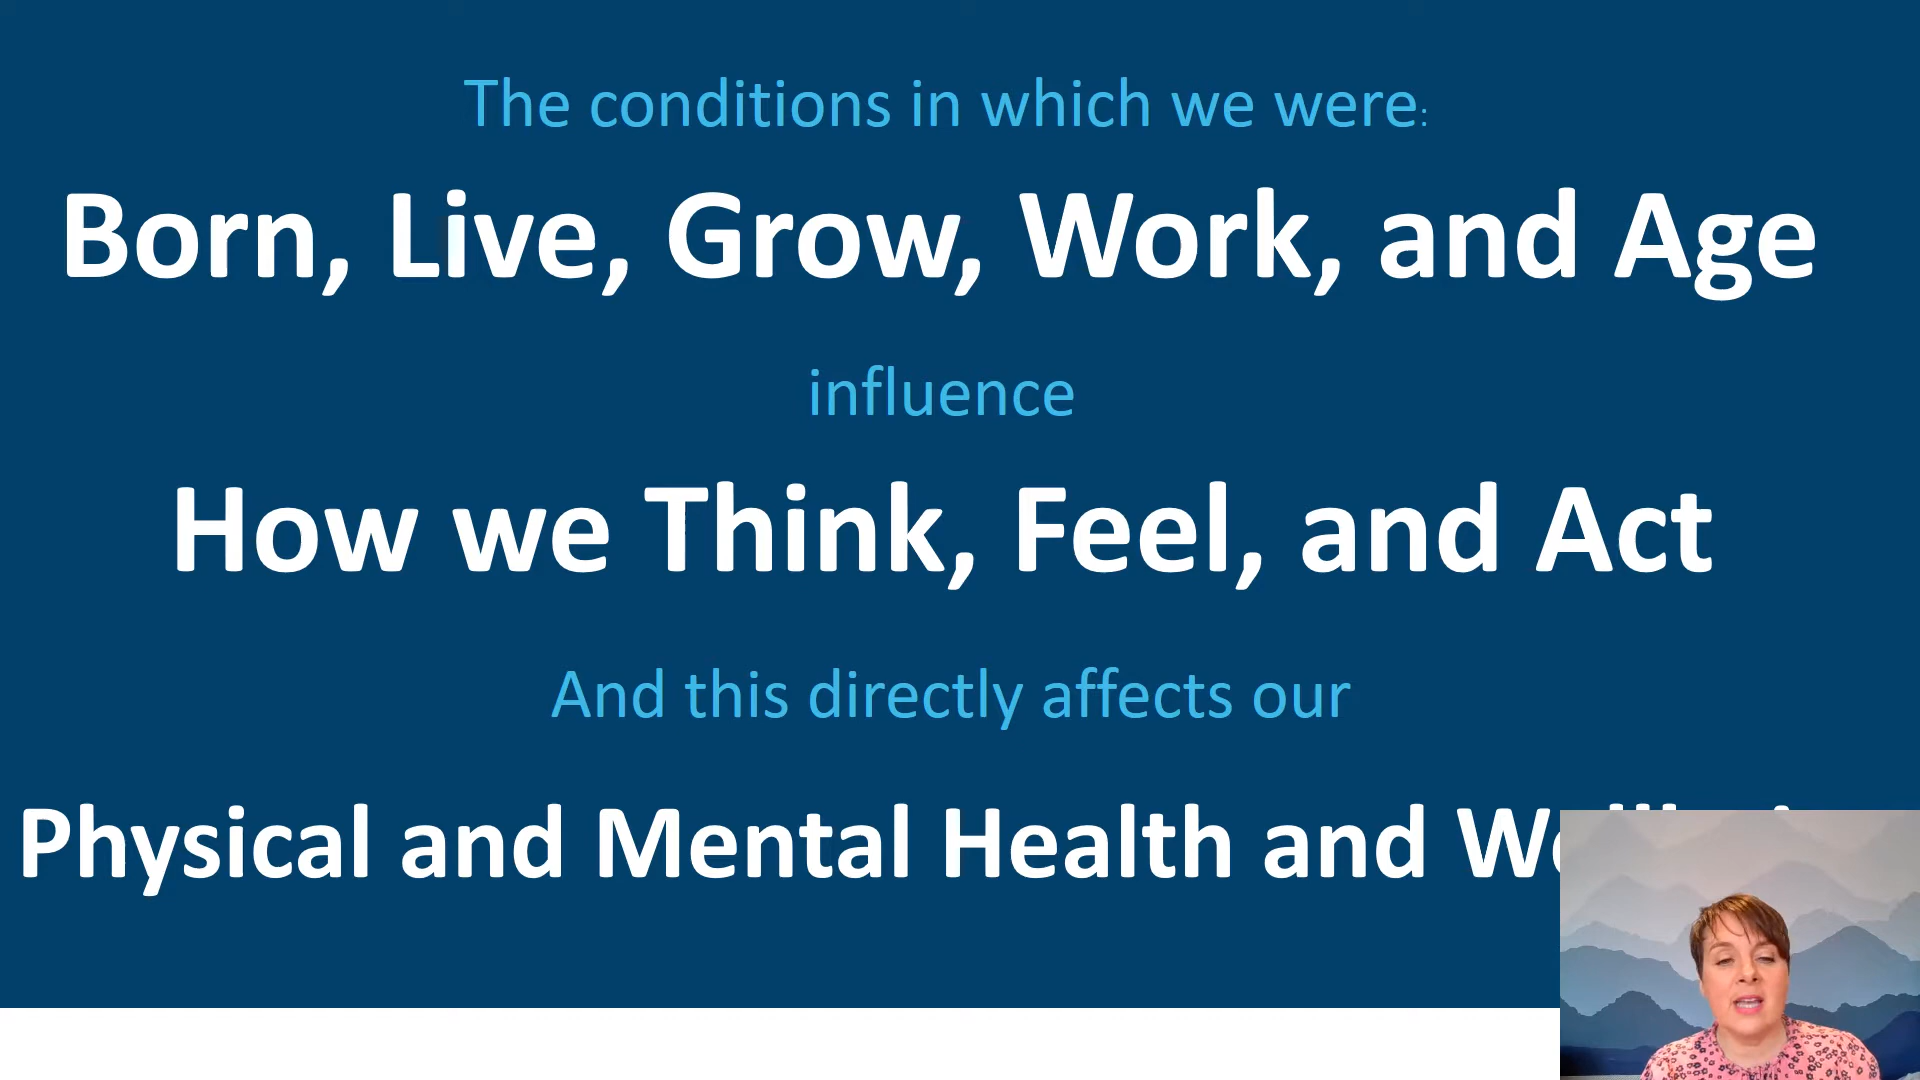 The conditions in which we were:
Born, Live, Grow, Work, and Age
influence
How we Think, Feel, and Act
And this directly affects our
Physical and Mental Health and